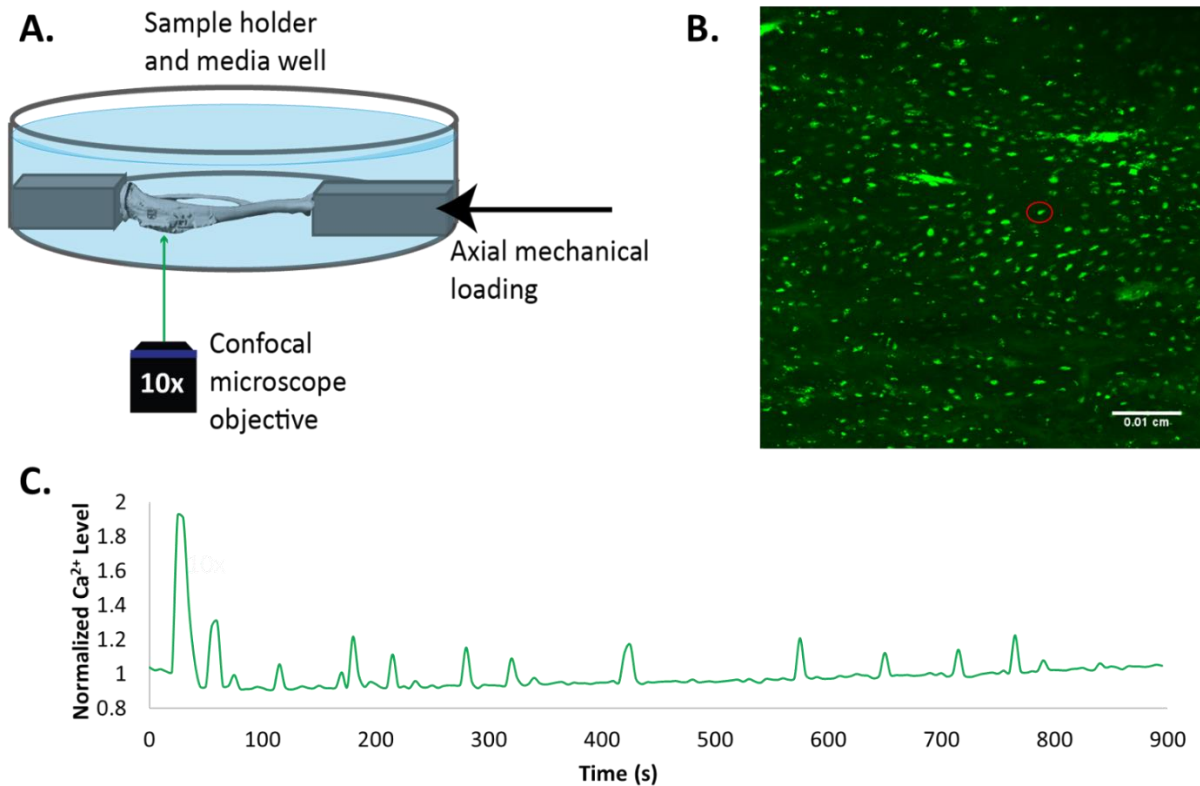 A.
Sample holder
and media well
Axial mechanical
loading
10x
Confocal
microscope
objective
B.
0.01 cm
C.
Normalized Ca²⁺ Level
2
1.8
1.6
1.4
1.2
1
0.8
10x
0 100 200 300 400 500 600 700 800 900
Time (s)